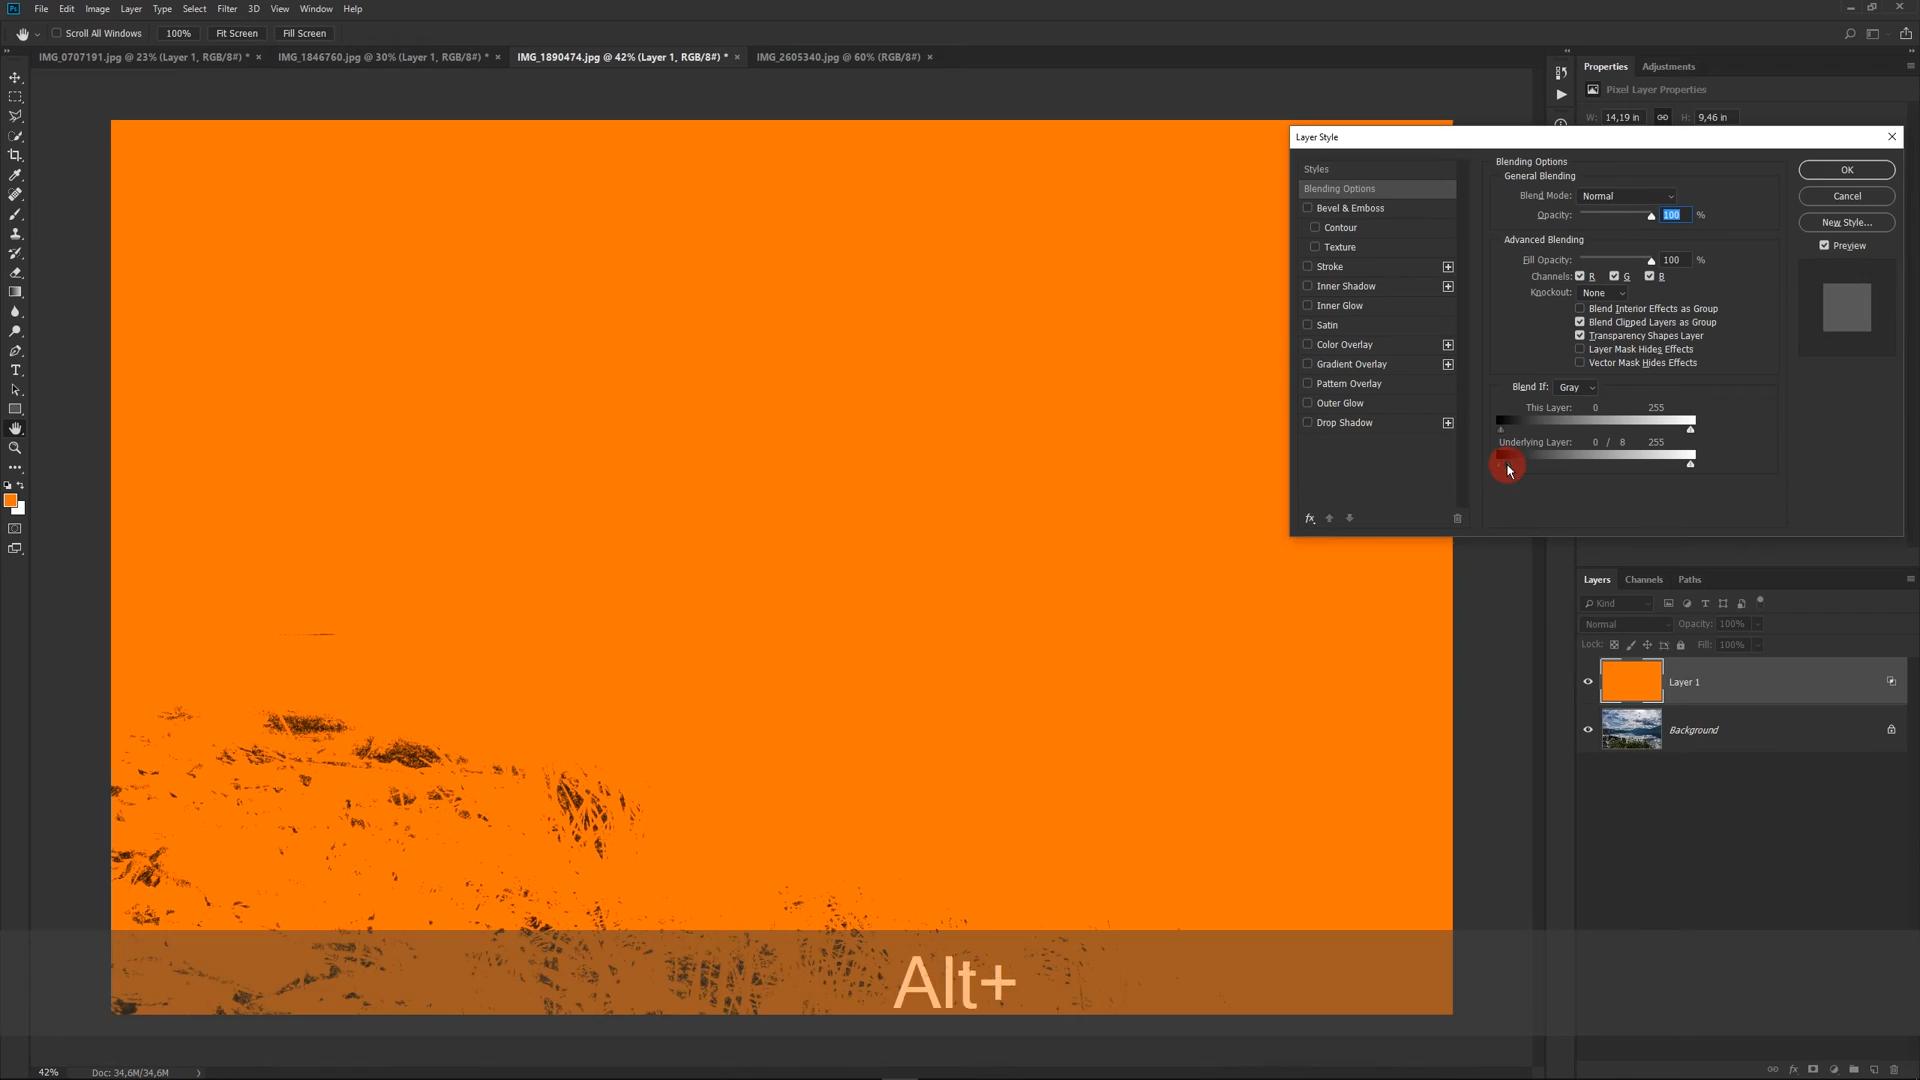 Ps File Edit Image Layer Type Select Filter 3D View Window Help
Scroll All Windows 100% Fit Screen Fill Screen
IMG_0707191.jpg @ 23% (Layer 1, RGB/8#) * × IMG_1846760.jpg @ 30% (Layer 1, RGB/8#) * × IMG_1890474.jpg @ 42% (Layer 1, RGB/8#) * × IMG_2605340.jpg @ 60% (RGB/8#) ×
Properties Adjustments
Pixel Layer Properties
W: 14,19 in H: 9,46 in
Layer Style
Styles
Blending Options
Bevel & Emboss
Contour
Texture
Stroke
Inner Shadow
Inner Glow
Satin
Color Overlay
Gradient Overlay
Pattern Overlay
Outer Glow
Drop Shadow
fx
Blending Options
General Blending
Blend Mode: Normal
Opacity: 100 %
Advanced Blending
Fill Opacity: 100 %
Channels: R G B
Knockout: None
Blend Interior Effects as Group
Blend Clipped Layers as Group
Transparency Shapes Layer
Layer Mask Hides Effects
Vector Mask Hides Effects
Blend If: Gray
This Layer: 0 255
Underlying Layer: 0 / 8 255
OK
Cancel
New Style...
Preview
Layers Channels Paths
Kind
Normal Opacity: 100%
Lock: Fill: 100%
Layer 1
Background
Alt+
42% Doc: 34,6M/34,6M
fx